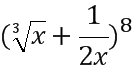 (∛x + 1/(2x))⁸